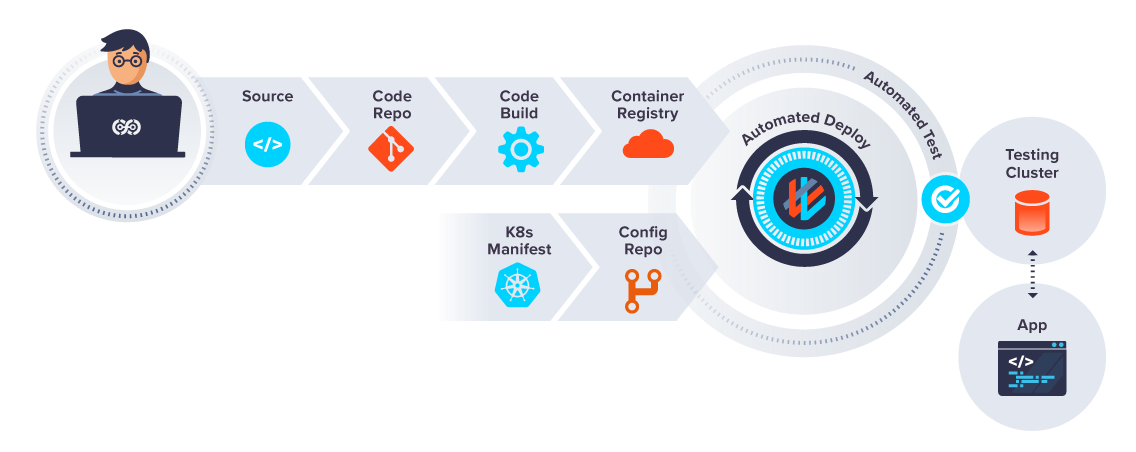 Source
Code
Repo
Code
Build
Container
Registry
</>
K8s
Manifest
Config
Repo
Automated Deploy
Automated Test
Testing
Cluster
App
</>